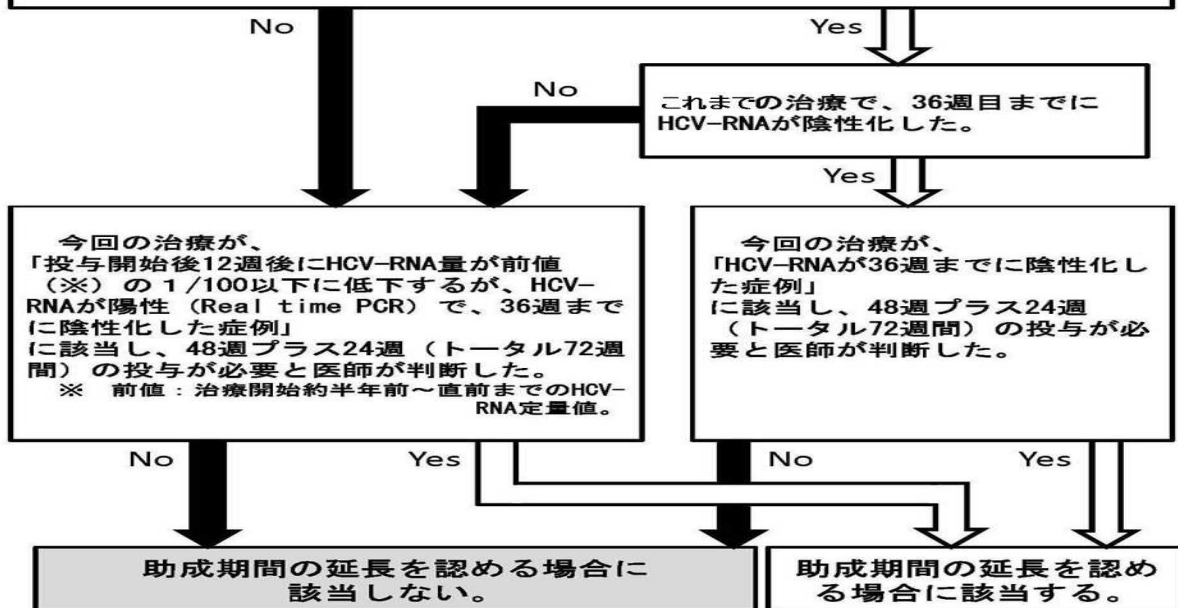 No
Yes
No
これまでの治療で、36週目までに
HCV-RNAが陰性化した。
Yes
今回の治療が、
「投与開始後12週後にHCV-RNA量が前値
（※）の１/100以下に低下するが、HCV-
RNAが陽性（Real time PCR）で、36週まで
に陰性化した症例」
に該当し、48週プラス24週（トータル72週
間）の投与が必要と医師が判断した。
※　前値：治療開始約半年前～直前までのHCV-
RNA定量値。
今回の治療が、
「HCV-RNAが36週までに陰性化し
た症例」
に該当し、48週プラス24週
（トータル72週間）の投与が必
要と医師が判断した。
No
Yes
No
Yes
助成期間の延長を認める場合に
該当しない。
助成期間の延長を認め
る場合に該当する。